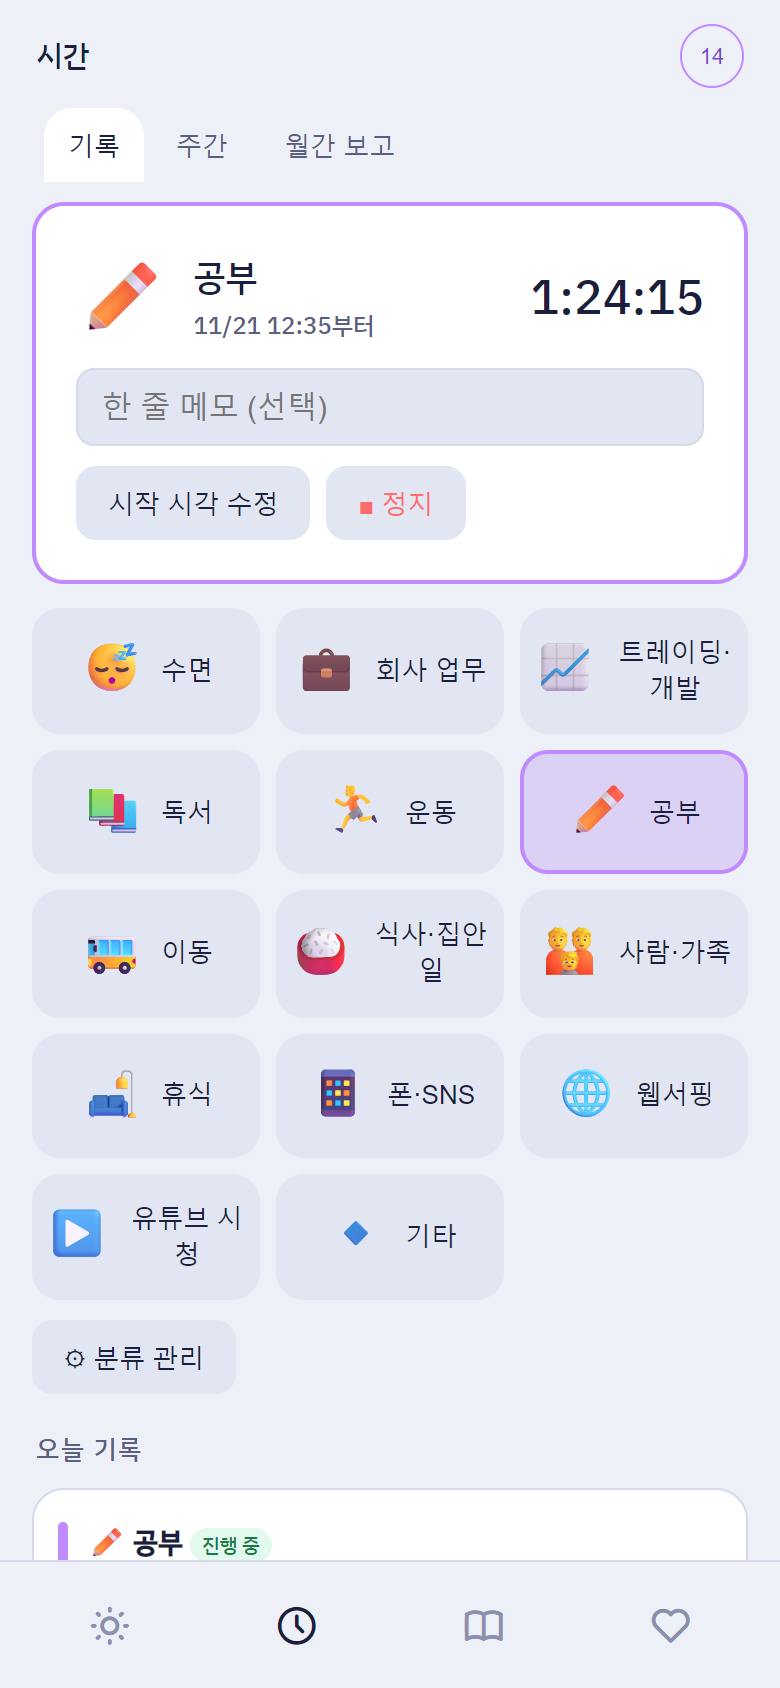 시간
14
기록
주간
월간 보고
공부
11/21 12:35부터
1:24:15
한 줄 메모 (선택)
시작 시각 수정
■ 정지
수면
회사 업무
트레이딩·
개발
독서
운동
공부
이동
식사·집안
일
사람·가족
휴식
폰·SNS
웹서핑
유튜브 시
청
기타
⚙ 분류 관리
오늘 기록
공부
진행 중